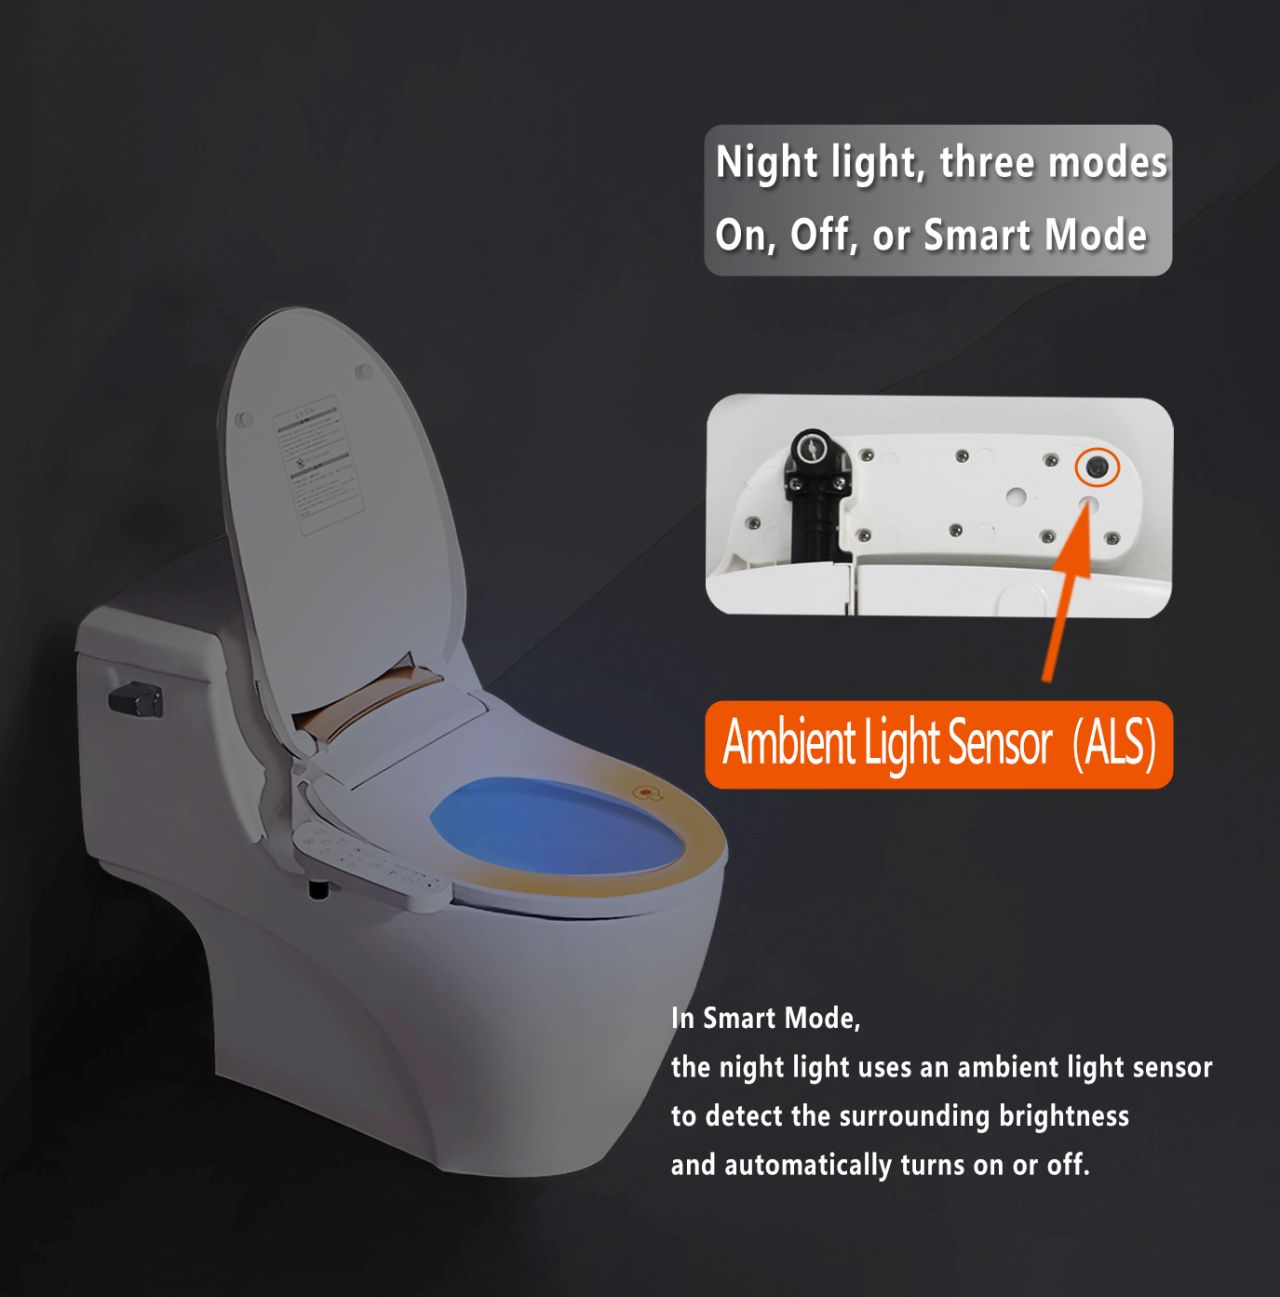 Night light, three modes
On, Off, or Smart Mode
Ambient Light Sensor (ALS)
In Smart Mode,
the night light uses an ambient light sensor
to detect the surrounding brightness
and automatically turns on or off.